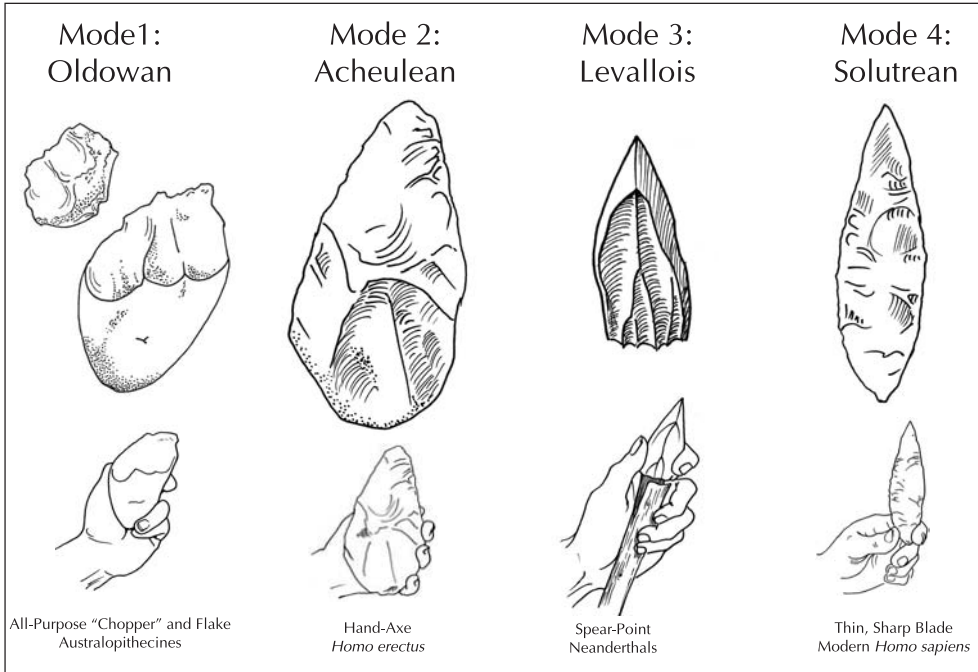 Mode1:
Oldowan
Mode 2:
Acheulean
Mode 3:
Levallois
Mode 4:
Solutrean
All-Purpose “Chopper” and Flake
Australopithecines
Hand-Axe
Homo erectus
Spear-Point
Neanderthals
Thin, Sharp Blade
Modern Homo sapiens